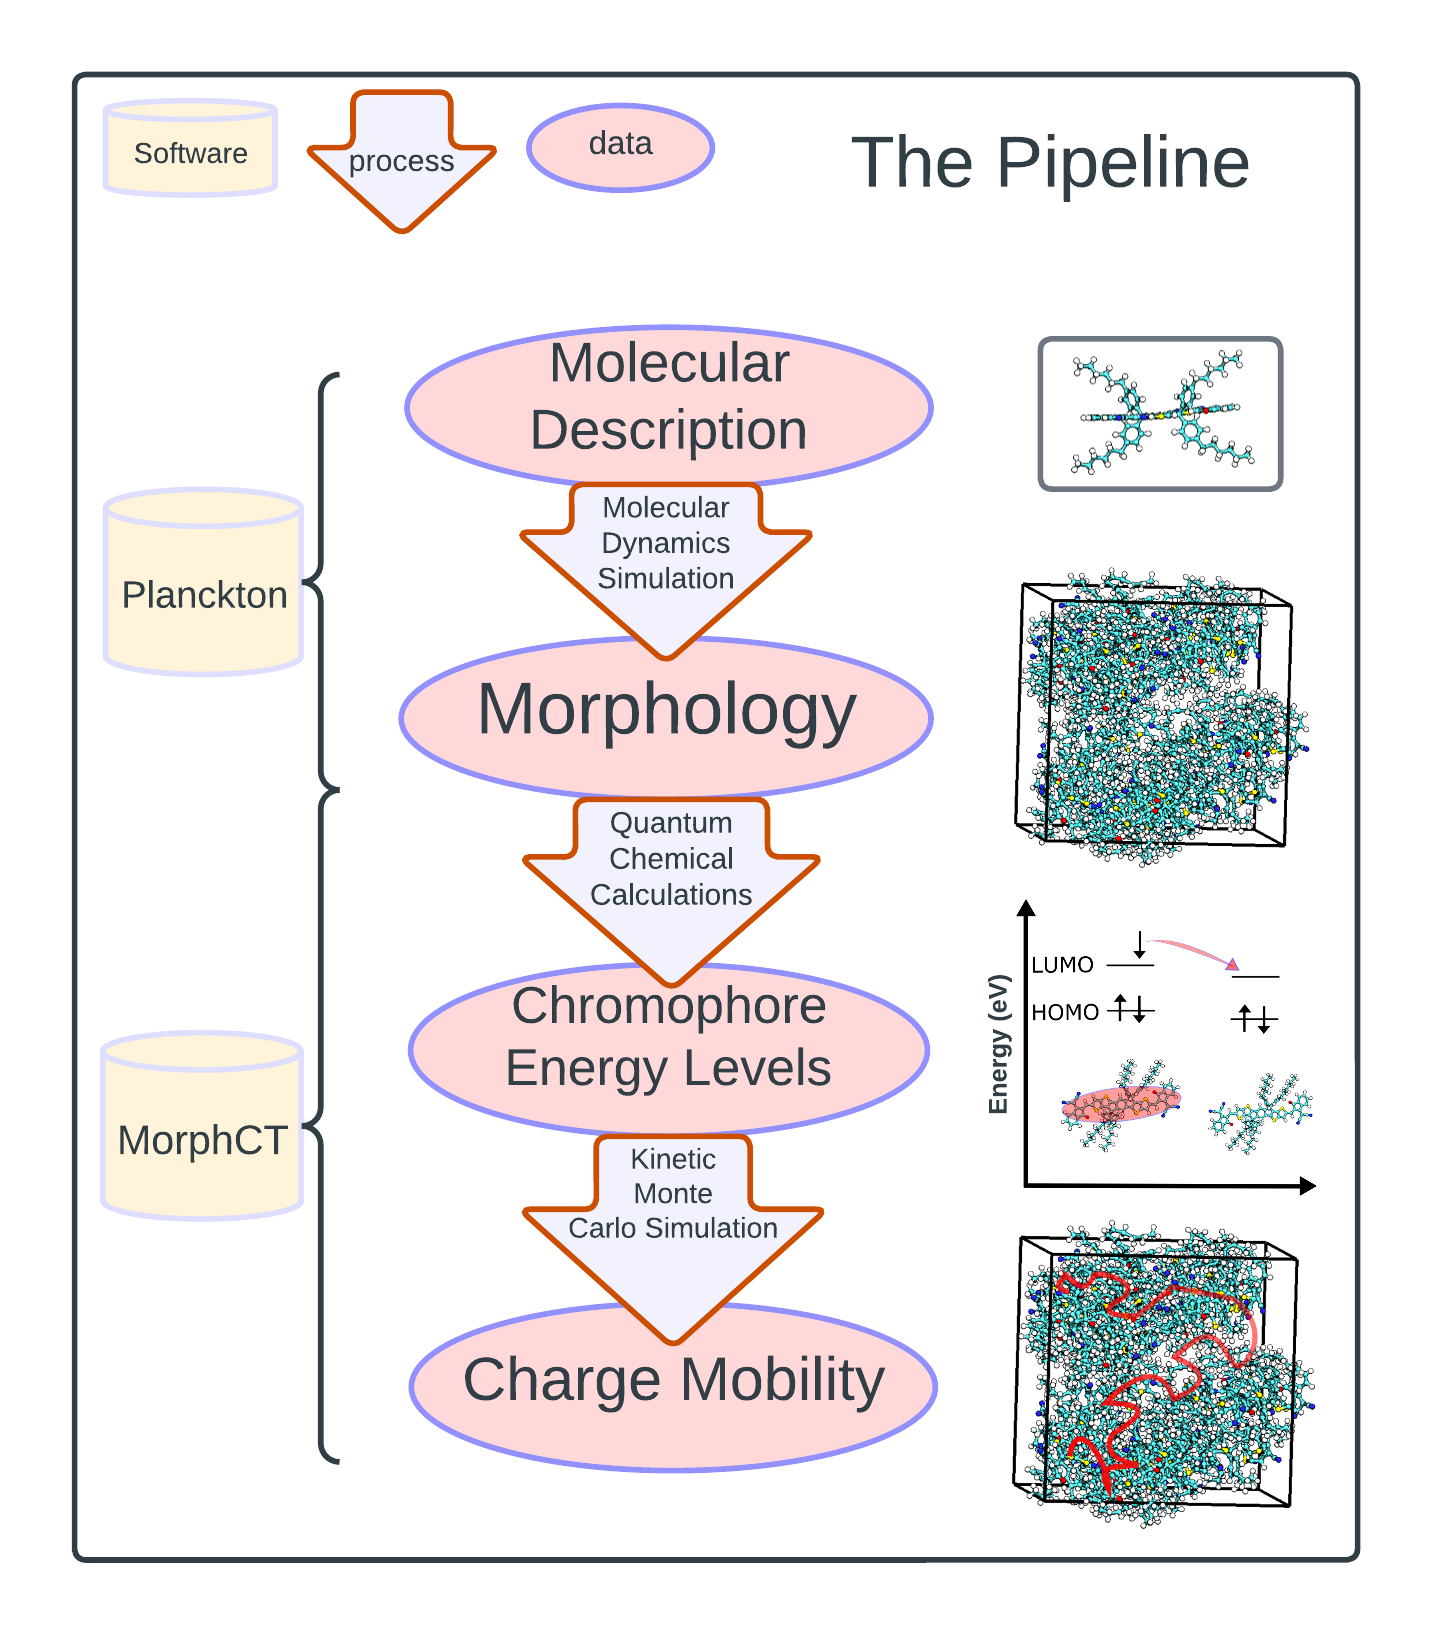 Software
process
data
The Pipeline
Molecular
Description
Molecular
Dynamics
Simulation
Planckton
Morphology
Quantum
Chemical
Calculations
Chromophore
Energy Levels
LUMO
HOMO
Energy (eV)
MorphCT
Kinetic
Monte
Carlo Simulation
Charge Mobility